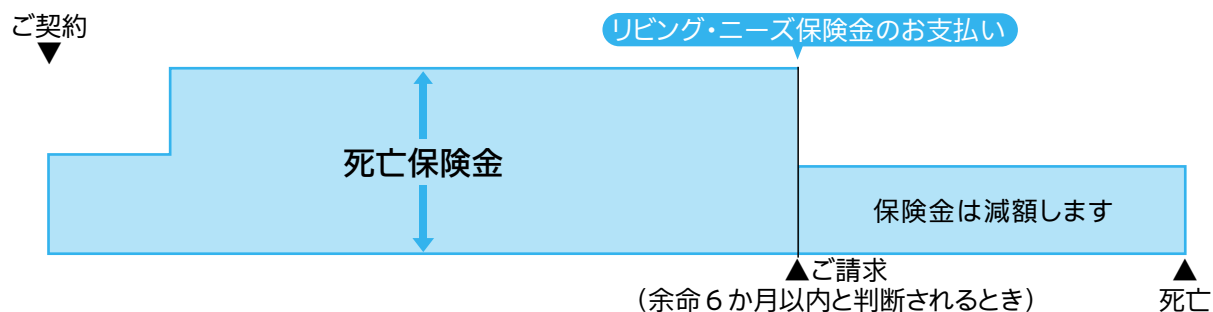 ご契約
▼
リビング・ニーズ保険金のお支払い
死亡保険金
保険金は減額します
▲ご請求
（余命６か月以内と判断されるとき）
▲
死亡